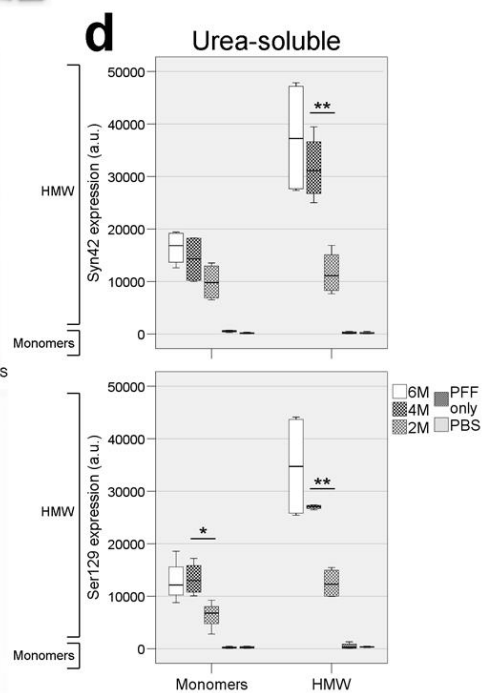 d
Urea-soluble
50000
40000
30000
20000
10000
0
Syn42 expression (a.u.)
HMW
Monomers
**
s
50000
40000
30000
20000
10000
0
Ser129 expression (a.u.)
HMW
Monomers
*
**
6M
4M
2M
PFF
only
PBS
Monomers
HMW